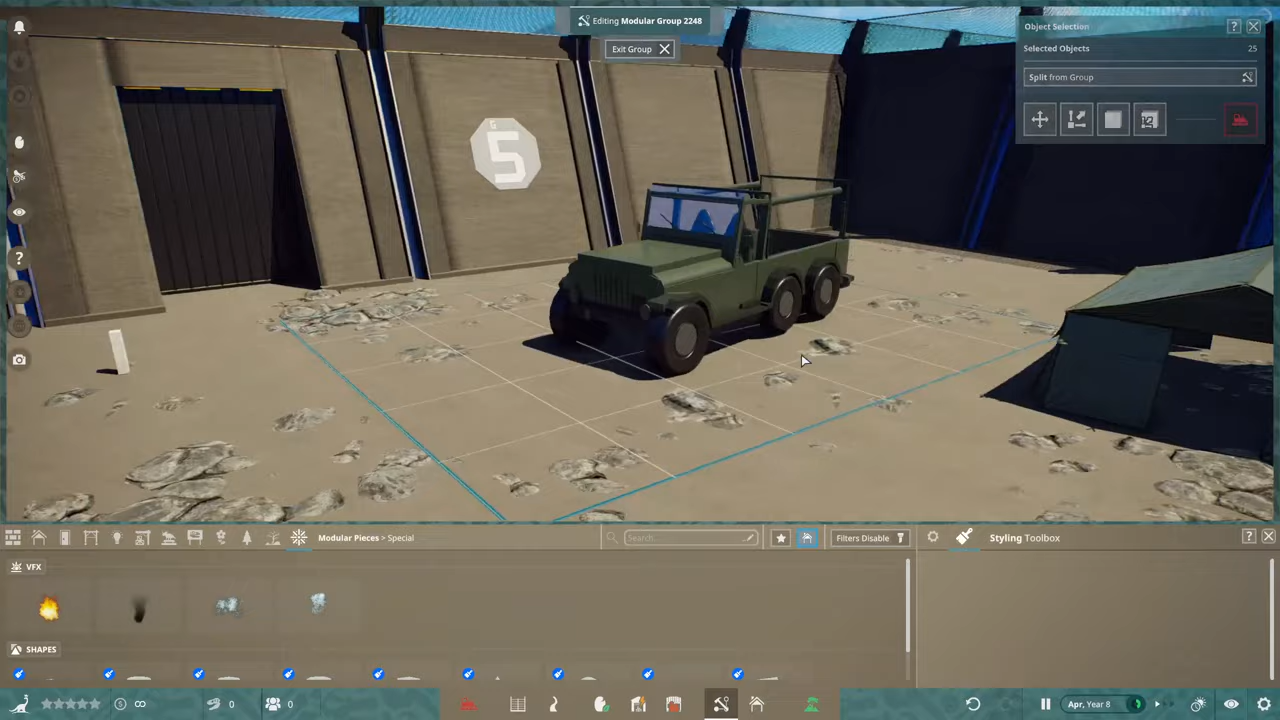 Editing Modular Group 2248
Exit Group
Object Selection
?
Selected Objects 25
Split from Group
12
G
5
?
Modular Pieces > Special
Search...
Filters Disable
Styling Toolbox
?
VFX
SHAPES
∞
0
0
Apr, Year 8